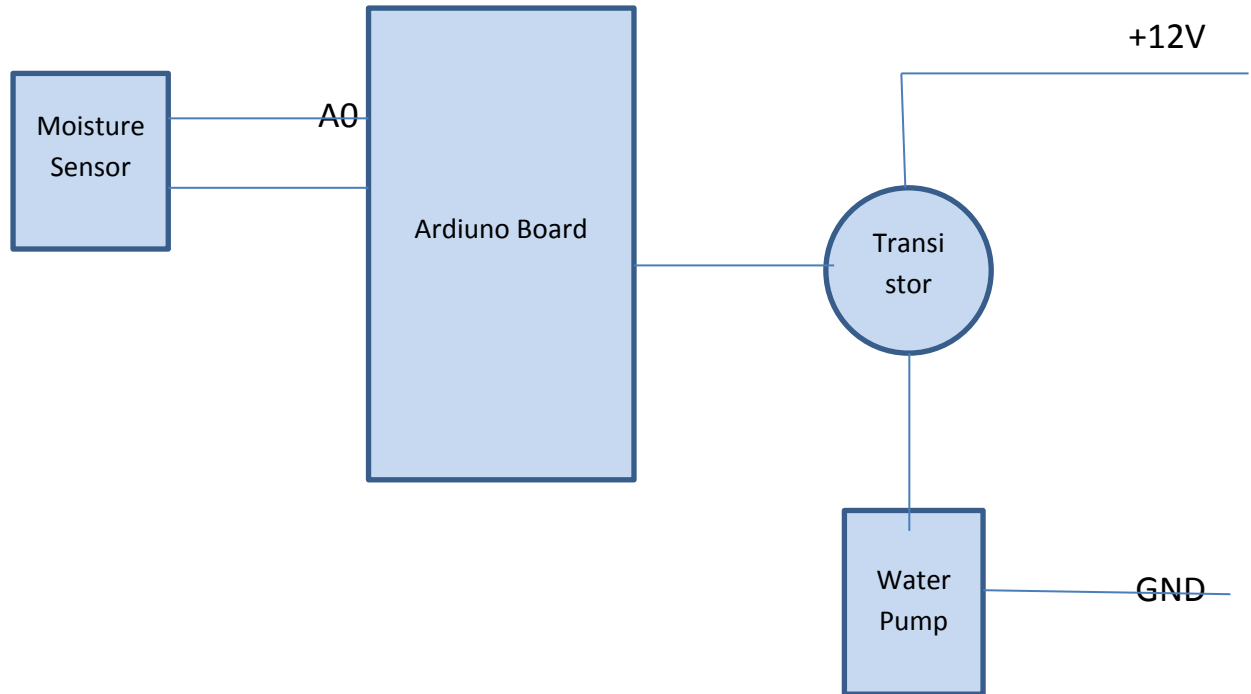 +12V
Moisture
Sensor
A0
Ardiuno Board
Transi
stor
Water
Pump
GND